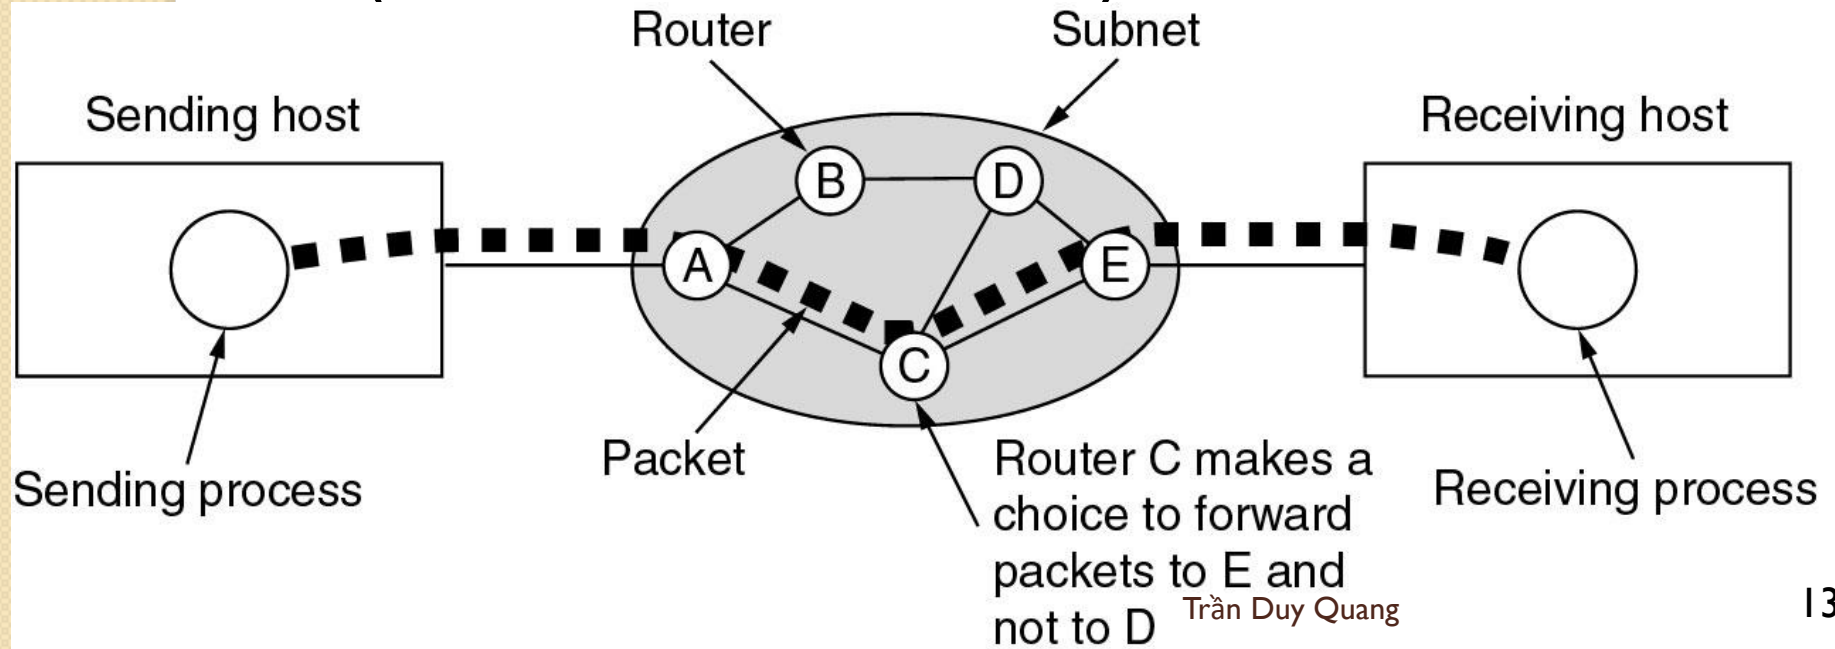 Router
Subnet
Sending host
Receiving host
B
D
A
E
C
Packet
Sending process
Router C makes a
choice to forward
packets to E and
not to D
Receiving process
Trần Duy Quang
13